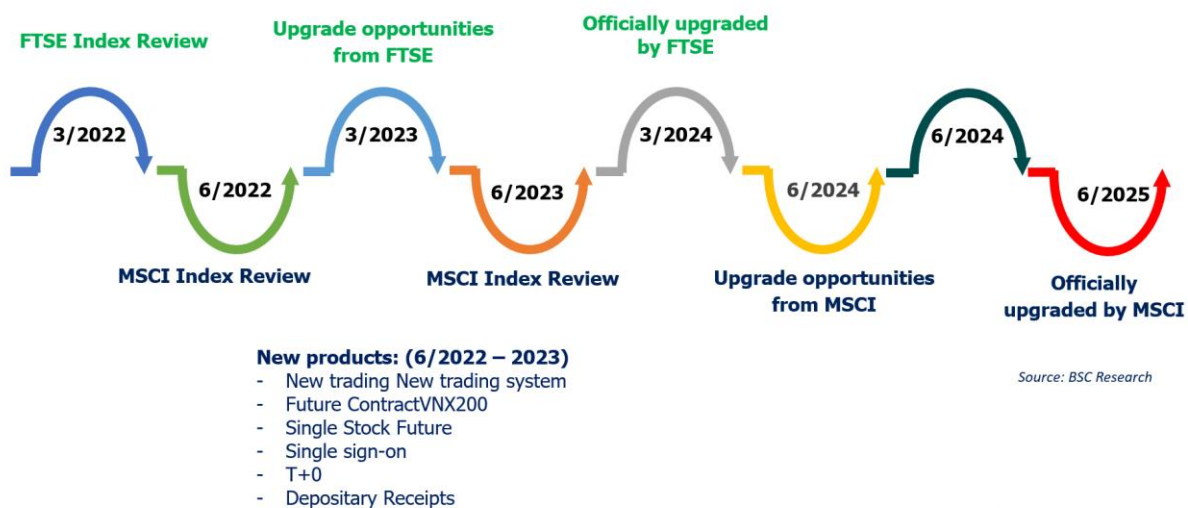 FTSE Index Review
Upgrade opportunities
from FTSE
Officially upgraded
by FTSE
3/2022
3/2023
3/2024
6/2024
6/2022
6/2023
6/2024
6/2025
MSCI Index Review
MSCI Index Review
Upgrade opportunities
from MSCI
Officially
upgraded by MSCI
New products: (6/2022 – 2023)
- New trading New trading system
- Future ContractVNX200
- Single Stock Future
- Single sign-on
- T+0
- Depositary Receipts
Source: BSC Research